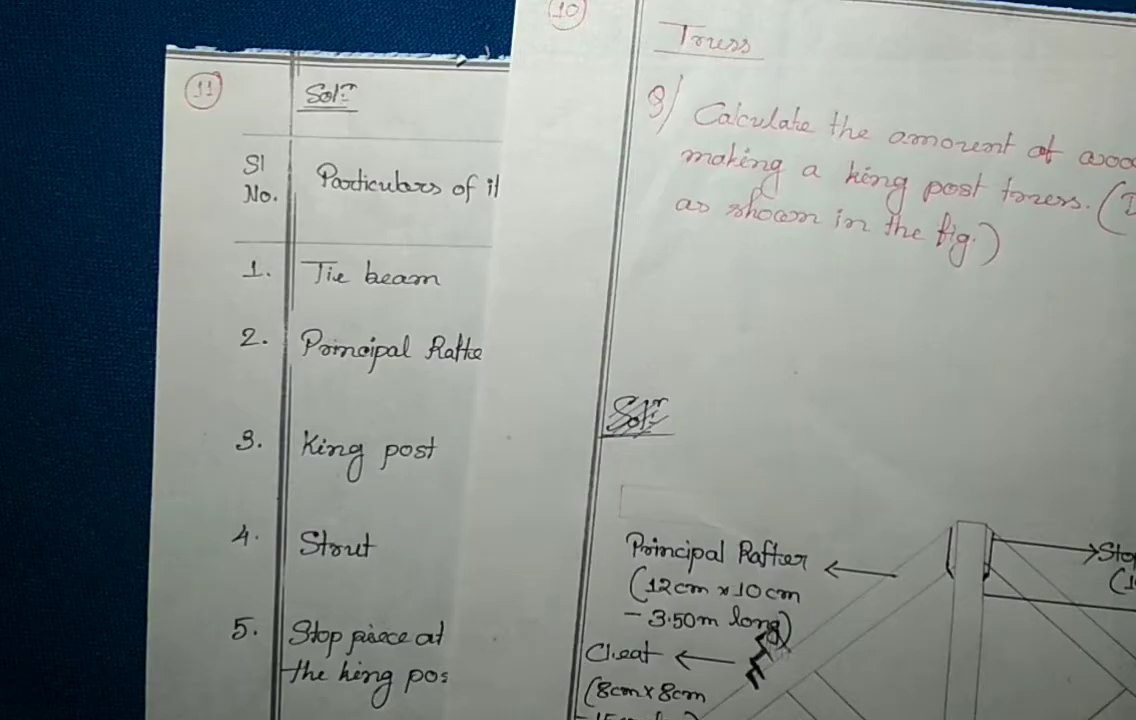 11
Sol?
Sl
No.
Particulars of it
1.
Tie beam
2.
Principal Rafte
3.
King post
4.
Strut
5.
Stop piece at
the king pos
10
Truss
Q) Calculate the amount of woo
making a king post truss. (
as shown in the fig.)
Principal Rafter
(12cm x 10cm
- 3.50m long)
Cleat
(8cm x 8cm
Sto
(1